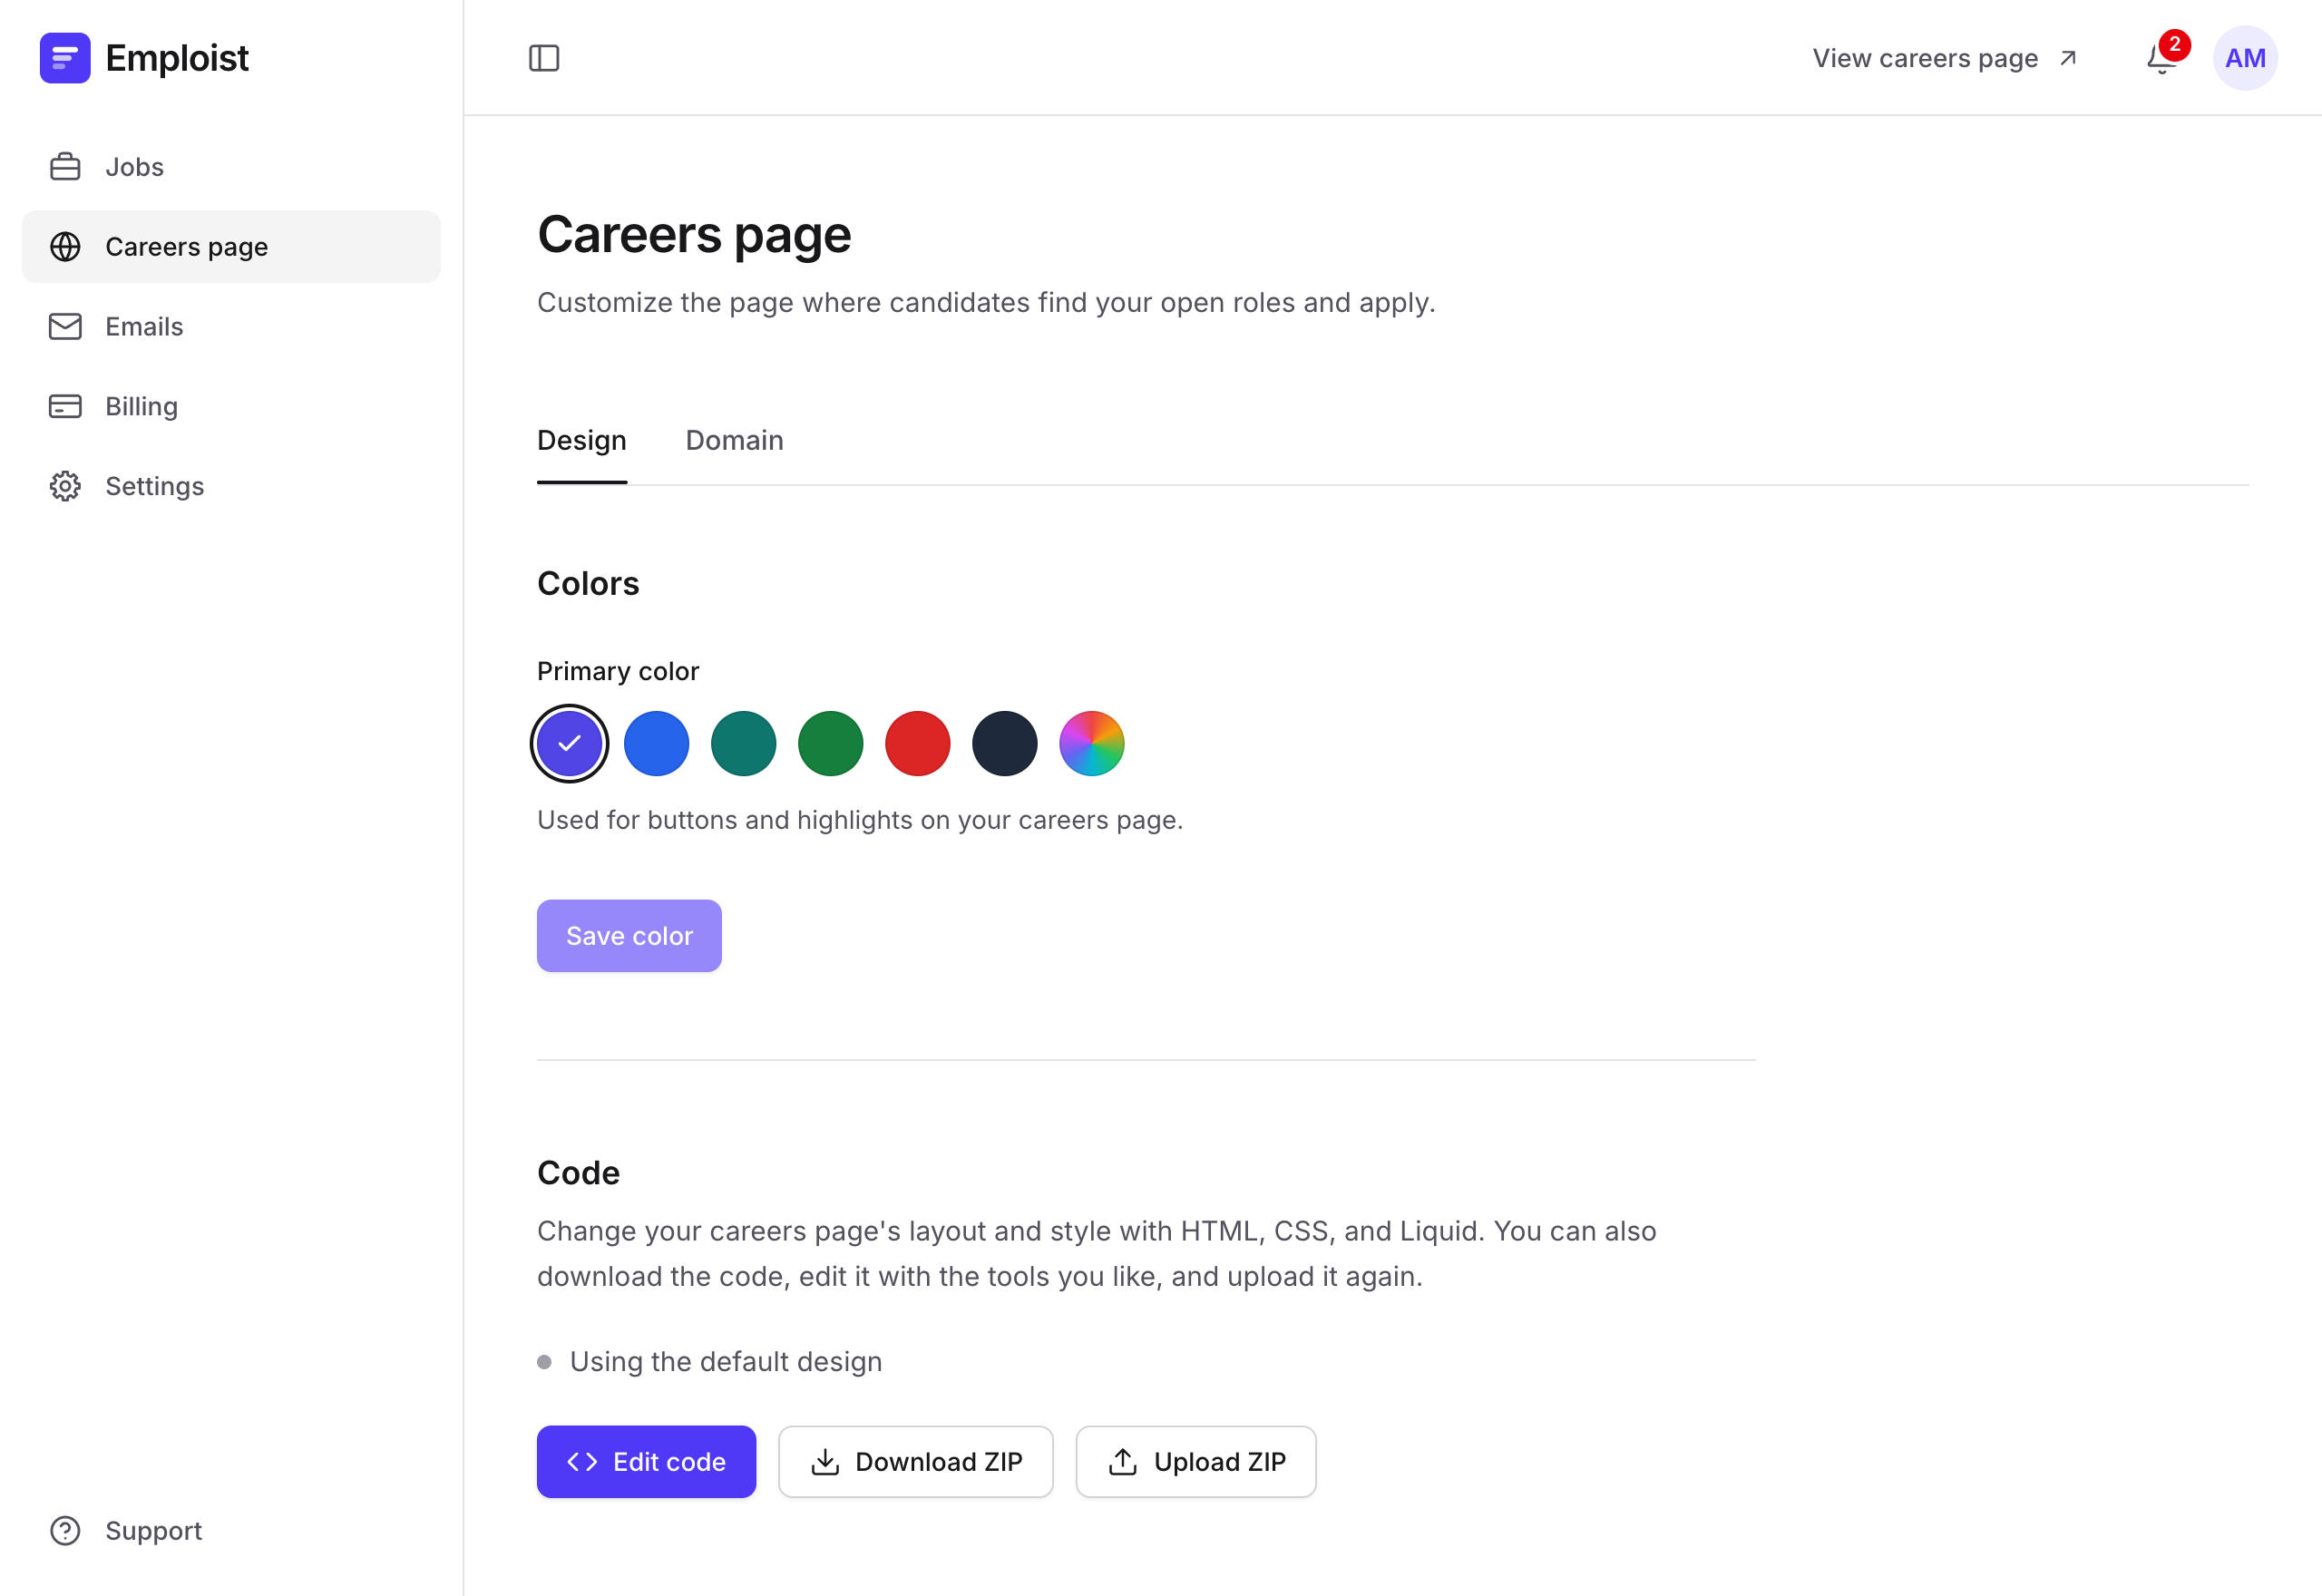 Emploist
View careers page
2
AM
Jobs
Careers page
Emails
Billing
Settings
Support
Careers page
Customize the page where candidates find your open roles and apply.
Design
Domain
Colors
Primary color
Used for buttons and highlights on your careers page.
Save color
Code
Change your careers page's layout and style with HTML, CSS, and Liquid. You can also
download the code, edit it with the tools you like, and upload it again.
Using the default design
Edit code
Download ZIP
Upload ZIP